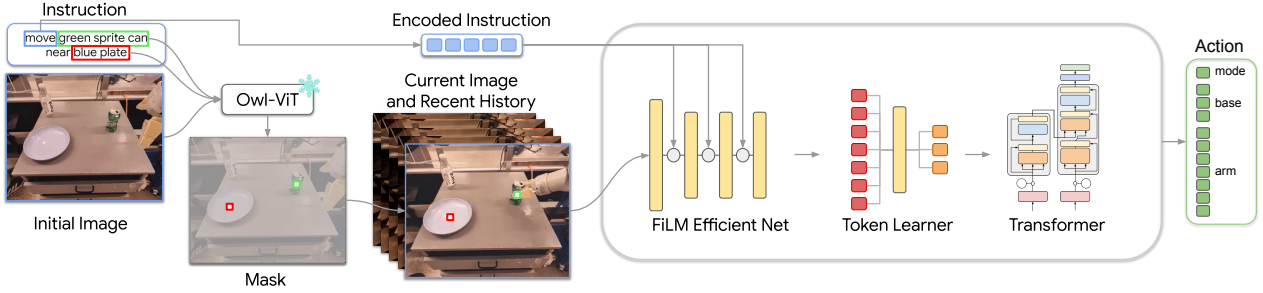 Instruction
move green sprite can
near blue plate
Initial Image
Owl-ViT
Mask
Encoded Instruction
Current Image
and Recent History
FiLM Efficient Net
Token Learner
Transformer
Action
mode
base
arm